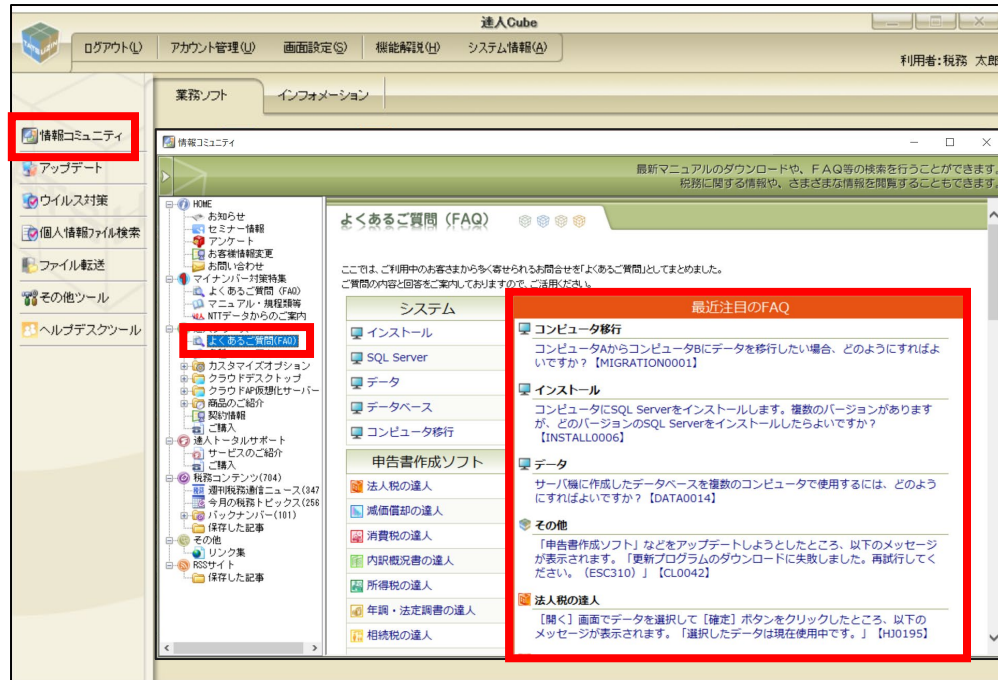 達人Cube
ログアウト(L)
アカウント管理(U)
画面設定(S)
機能解説(H)
システム情報(A)
利用者:税務 太郎
業務ソフト
インフォメーション
情報コミュニティ
アップデート
ウイルス対策
個人情報ファイル検索
ファイル転送
その他ツール
ヘルプデスクツール
情報コミュニティ
最新マニュアルのダウンロードや、FAQ等の検索を行うことができます。
税務に関する情報や、さまざまな情報を閲覧することもできます。
HOME
お知らせ
セミナー情報
アンケート
お客様情報変更
お問い合わせ
マイナンバー対策特集
よくあるご質問 (FAQ)
マニュアル・規程類等
NTTデータからのご案内
よくあるご質問(FAQ)
カスタマイズオプション
クラウドデスクトップ
クラウドAP仮想化サーバー
商品のご紹介
契約情報
ご購入
達人トータルサポート
サービスのご紹介
ご購入
税務コンテンツ(704)
週刊税務通信ニュース(347
今月の税務トピックス(256
バックナンバー(101)
保存した記事
その他
リンク集
RSSサイト
保存した記事
よくあるご質問 (FAQ)
ここでは、ご利用中のお客さまから多く寄せられるお問合せを「よくあるご質問」としてまとめました。
ご質問の内容と回答をご案内しておりますので、ご活用ください。
システム
インストール
SQL Server
データ
データベース
コンピュータ移行
申告書作成ソフト
法人税の達人
減価償却の達人
消費税の達人
内訳概況書の達人
所得税の達人
年調・法定調書の達人
相続税の達人
最近注目のFAQ
コンピュータ移行
コンピュータAからコンピュータBにデータを移行したい場合、どのようにすればよ
いですか？【MIGRATION0001】
インストール
コンピュータにSQL Serverをインストールします。複数のバージョンがあります
が、どのバージョンのSQL Serverをインストールしたらよいですか？
【INSTALL0006】
データ
サーバ機に作成したデータベースを複数のコンピュータで使用するには、どのよう
にすればよいですか？【DATA0014】
その他
「申告書作成ソフト」などをアップデートしようとしたところ、以下のメッセージ
が表示されます。「更新プログラムのダウンロードに失敗しました。再試行してく
ださい。（ESC310）」【CL0042】
法人税の達人
［開く］画面でデータを選択して［確定］ボタンをクリックしたところ、以下の
メッセージが表示されます。「選択したデータは現在使用中です。」【HJ0195】